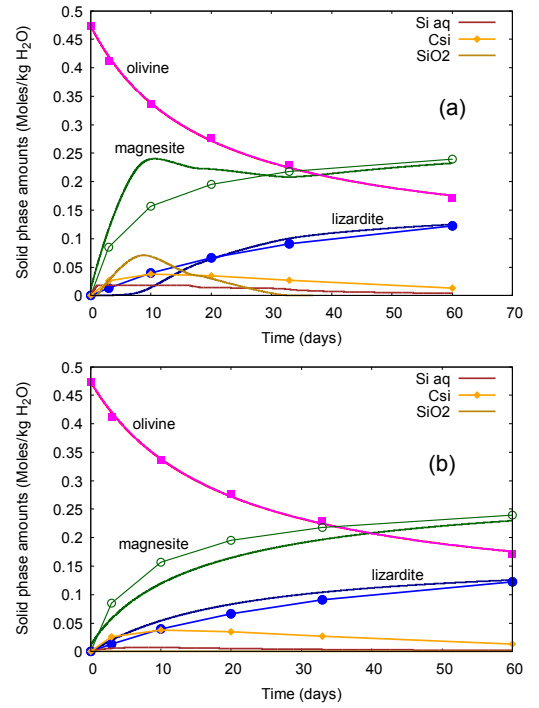 0.5
0.45
0.4
0.35
0.3
0.25
0.2
0.15
0.1
0.05
0
Solid phase amounts (Moles/kg H2O)
Si aq
Csi
SiO2
olivine
(a)
magnesite
lizardite
0 10 20 30 40 50 60 70
Time (days)
0.5
0.45
0.4
0.35
0.3
0.25
0.2
0.15
0.1
0.05
0
Solid phase amounts (Moles/kg H2O)
Si aq
Csi
SiO2
olivine
(b)
magnesite
lizardite
0 10 20 30 40 50 60
Time (days)